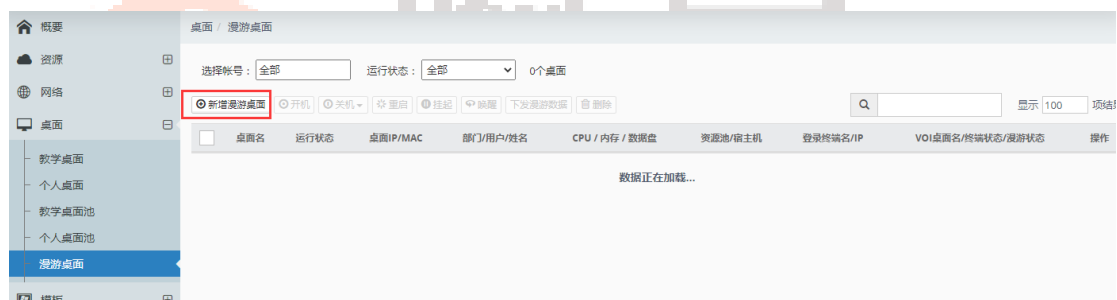 概要
桌面 / 漫游桌面
资源
选择帐号： 全部 运行状态： 全部 0个桌面
网络
新增漫游桌面 开机 关机 重启 挂起 唤醒 下发漫游数据 删除 显示 100 项结果
桌面
桌面名 运行状态 桌面IP/MAC 部门/用户/姓名 CPU / 内存 / 数据盘 资源池/宿主机 登录终端名/IP VOI桌面名/终端状态/漫游状态 操作
教学桌面
数据正在加载...
个人桌面
教学桌面池
个人桌面池
漫游桌面
模板